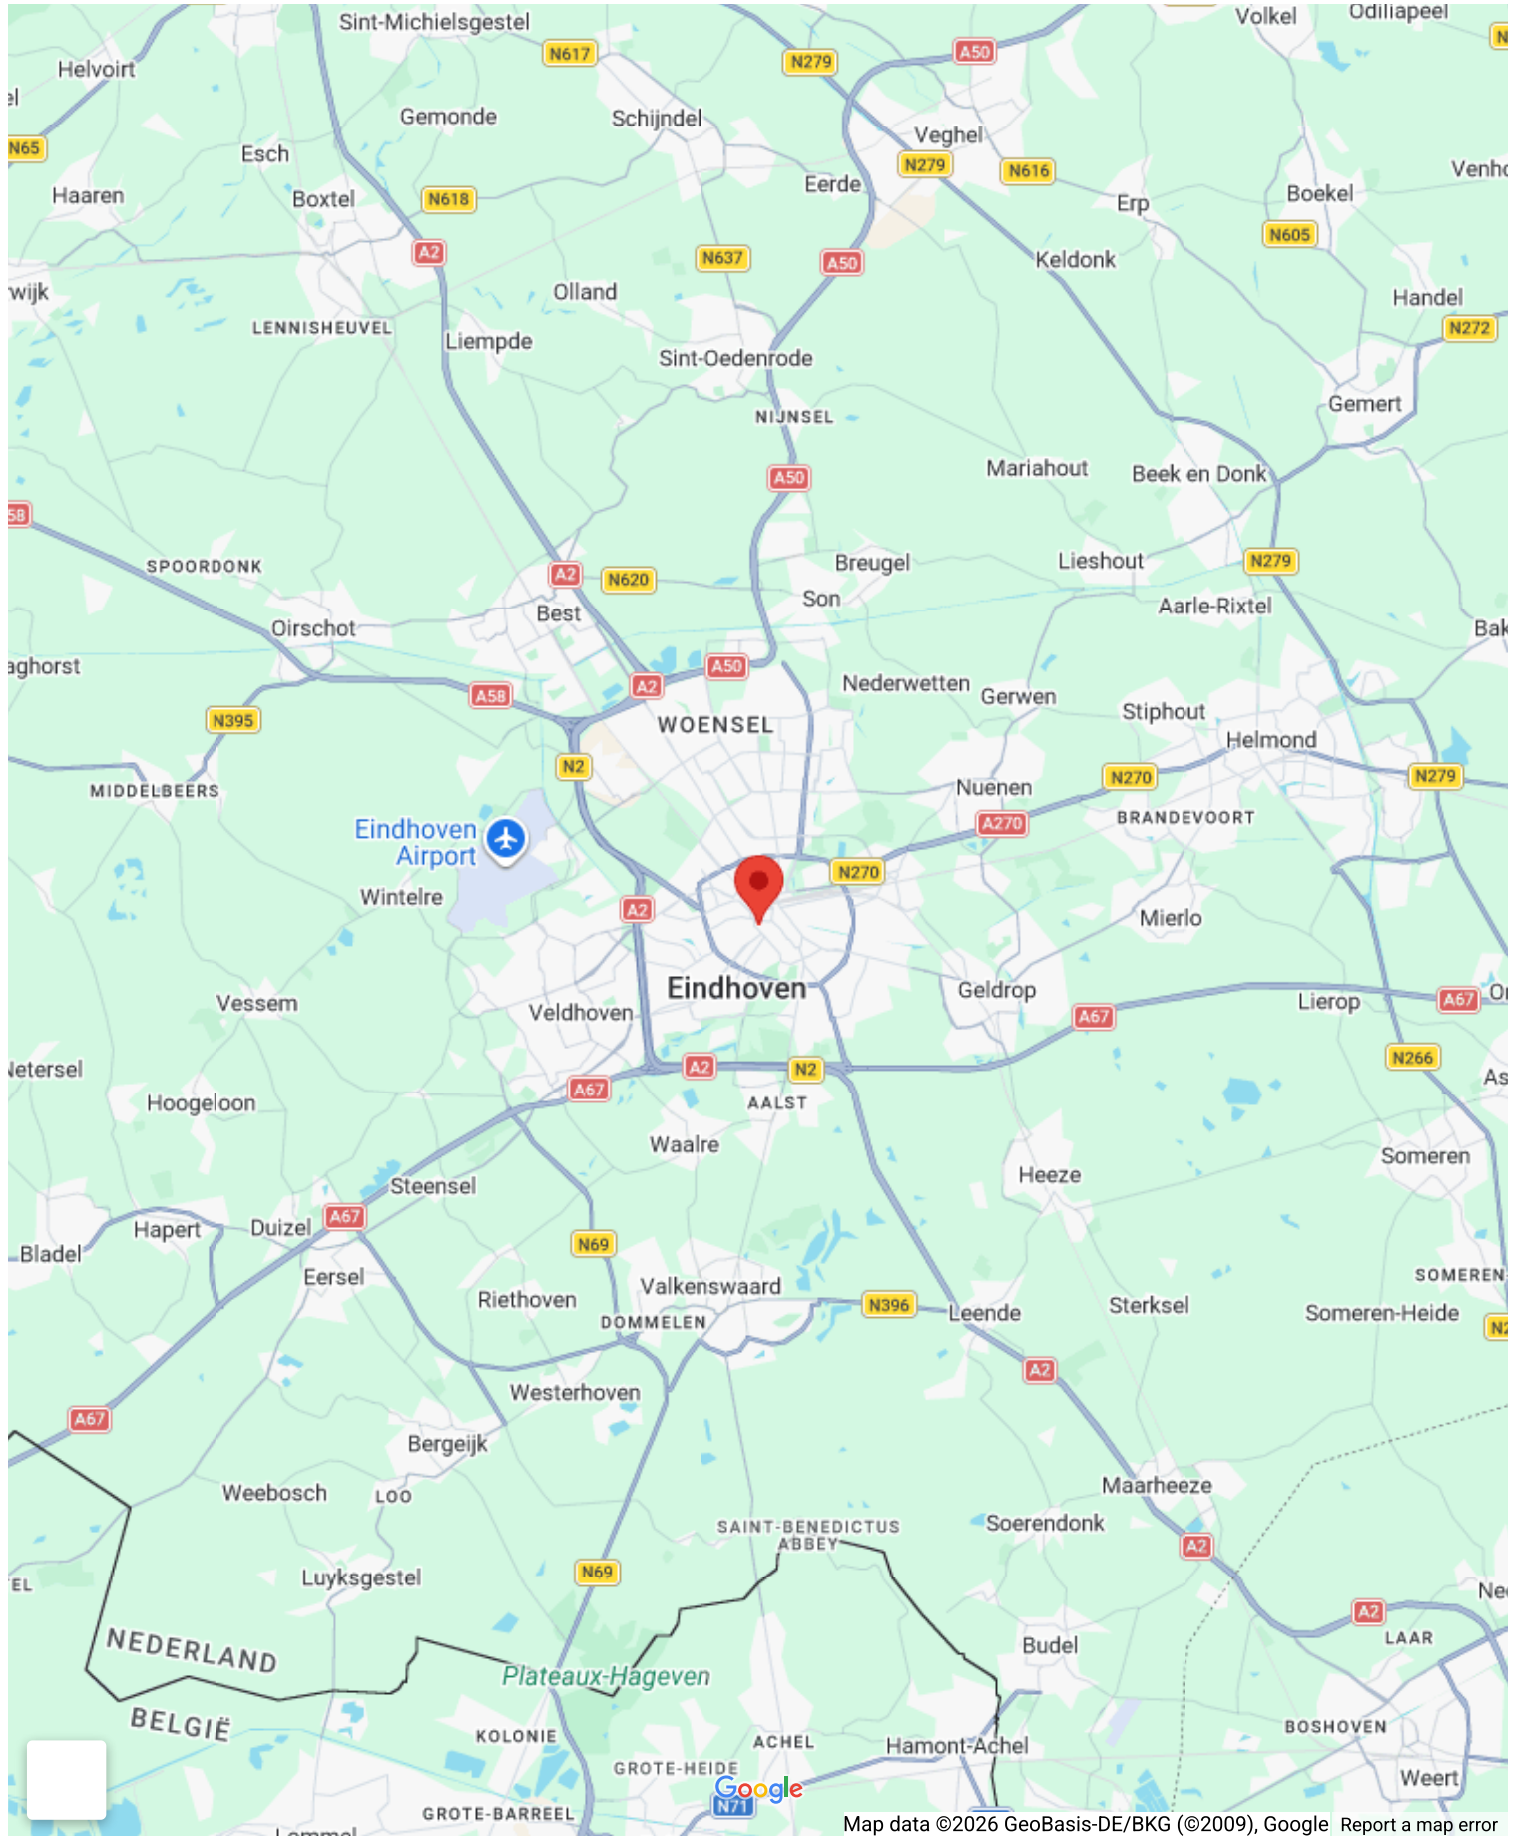 Sint-Michielsgestel
Volkel
Odiliapeel
N617
A50
N279
Helvoirt
Gemonde
Schijndel
Veghel
N65
Esch
N279
N616
Venho
Haaren
Boxtel
N618
Eerde
Erp
Boekel
N605
A2
N637
A50
Keldonk
wijk
Olland
Handel
N272
LENNISHEUVEL
Liempde
Sint-Oedenrode
NIJNSEL
Gemert
Mariahout
Beek en Donk
A50
58
SPOORDONK
A2
N620
Breugel
Lieshout
N279
Best
Son
Aarle-Rixtel
Oirschot
Bak
aghorst
A50
A2
A58
Nederwetten
Gerwen
N395
WOENSEL
Stiphout
Helmond
N2
MIDDELBEERS
Nuenen
N270
N279
Eindhoven
Airport
A270
BRANDEVOORT
N270
Wintelre
A2
Mierlo
Eindhoven
Geldrop
Vessem
Veldhoven
A67
Lierop
A67
N266
Netersel
A2
N2
As
A67
Hoogeloon
AALST
Waalre
Someren
Heeze
Steensel
A67
Hapert
Duizel
Bladel
N69
Eersel
Valkenswaard
SOMEREN
Riethoven
N396
Leende
Sterksel
Someren-Heide
DOMMELEN
A2
Westerhoven
A67
Bergeijk
Weebosch
LOO
Maarheeze
SAINT-BENEDICTUS
ABBEY
Soerendonk
A2
EL
Luyksgestel
N69
A2
NEDERLAND
Budel
LAAR
Plateaux-Hageven
BELGIË
KOLONIE
ACHEL
Hamont-Achel
BOSHOVEN
GROTE-HEIDE
Google
Weert
N71
GROTE-BARREEL
Map data ©2026 GeoBasis-DE/BKG (©2009), Google
Report a map error